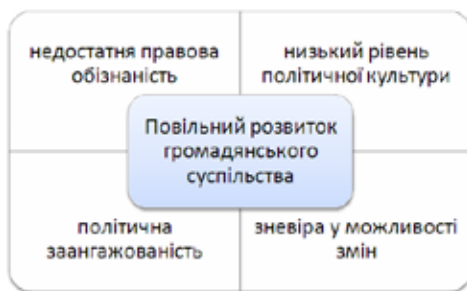 недостатня правова
обізнаність
низький рівень
політичної культури
Повільний розвиток
громадянського
суспільства
політична
заангажованість
зневіра у можливості
змін